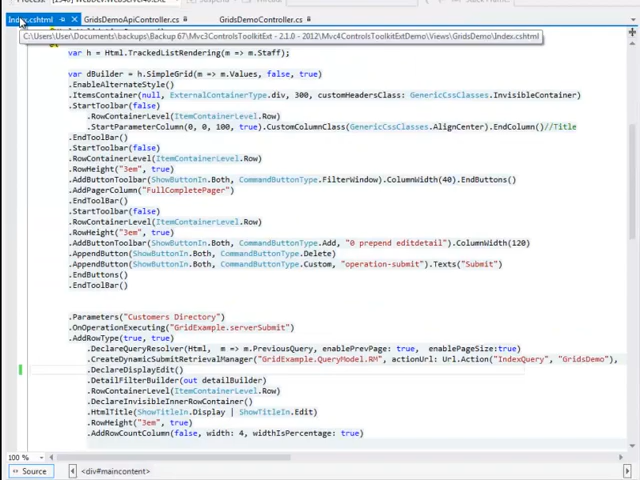 Index.cshtml GridsDemoApiController.cs GridsDemoController.cs
C:\Users\User\Documents\backups\Backup 67\Mvc3ControlsToolkitExt - 2.1.0 - 2012\Mvc4ControlsToolkitExtDemo\Views\GridsDemo\Index.cshtml
var h = Html.TrackedListRendering(m => m.Staff);
var dBuilder = h.SimpleGrid(m => m.Values, false, true)
.EnableAlternateStyle()
.ItemsContainer(null, ExternalContainerType.div, 300, customHeadersClass: GenericCssClasses.InvisibleContainer)
.StartToolbar(false)
.RowContainerLevel(ItemContainerLevel.Row)
.StartParameterColumn(0, 0, 100, true).CustomColumnClass(GenericCssClasses.AlignCenter).EndColumn()//Title
.EndToolBar()
.StartToolbar(false)
.RowContainerLevel(ItemContainerLevel.Row)
.RowHeight("3em", true)
.AddButtonToolbar(ShowButtonIn.Both, CommandButtonType.FilterWindow).ColumnWidth(40).EndButtons()
.AddPagerColumn("FullCompletePager")
.EndToolBar()
.StartToolbar(false)
.RowContainerLevel(ItemContainerLevel.Row)
.RowHeight("3em", true)
.AddButtonToolbar(ShowButtonIn.Both, CommandButtonType.Add, "0 prepend editdetail").ColumnWidth(120)
.AppendButton(ShowButtonIn.Both, CommandButtonType.Delete)
.AppendButton(ShowButtonIn.Both, CommandButtonType.Custom, "operation-submit").Texts("Submit")
.EndButtons()
.EndToolBar()
.Parameters("Customers Directory")
.OnOperationExecuting("GridExample.serverSubmit")
.AddRowType(true, true)
.DeclareQueryResolver(Html, m => m.PreviousQuery, enablePrevPage: true, enablePageSize:true)
.CreateDynamicSubmitRetrievalManager("GridExample.QueryModel.RM", actionUrl: Url.Action("IndexQuery", "GridsDemo"),
.DeclareDisplayEdit()
.DetailFilterBuilder(out detailBuilder)
.RowContainerLevel(ItemContainerLevel.Row)
.DeclareInvisibleInnerRowContainer()
.HtmlTitle(ShowTitleIn.Display | ShowTitleIn.Edit)
.RowHeight("3em", true)
.AddRowCountColumn(false, width: 4, widthIsPercentage: true)
100 %
Source <div#maincontent>